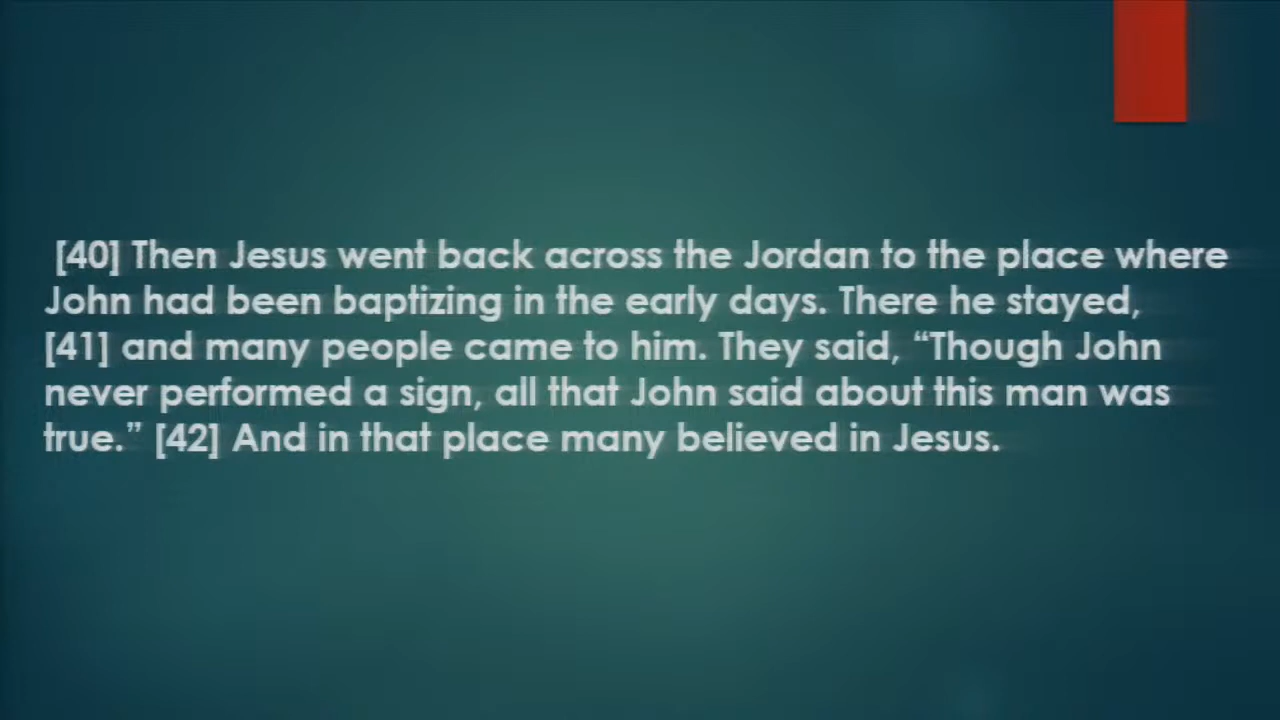 [40] Then Jesus went back across the Jordan to the place where
John had been baptizing in the early days. There he stayed,
[41] and many people came to him. They said, “Though John
never performed a sign, all that John said about this man was
true.” [42] And in that place many believed in Jesus.